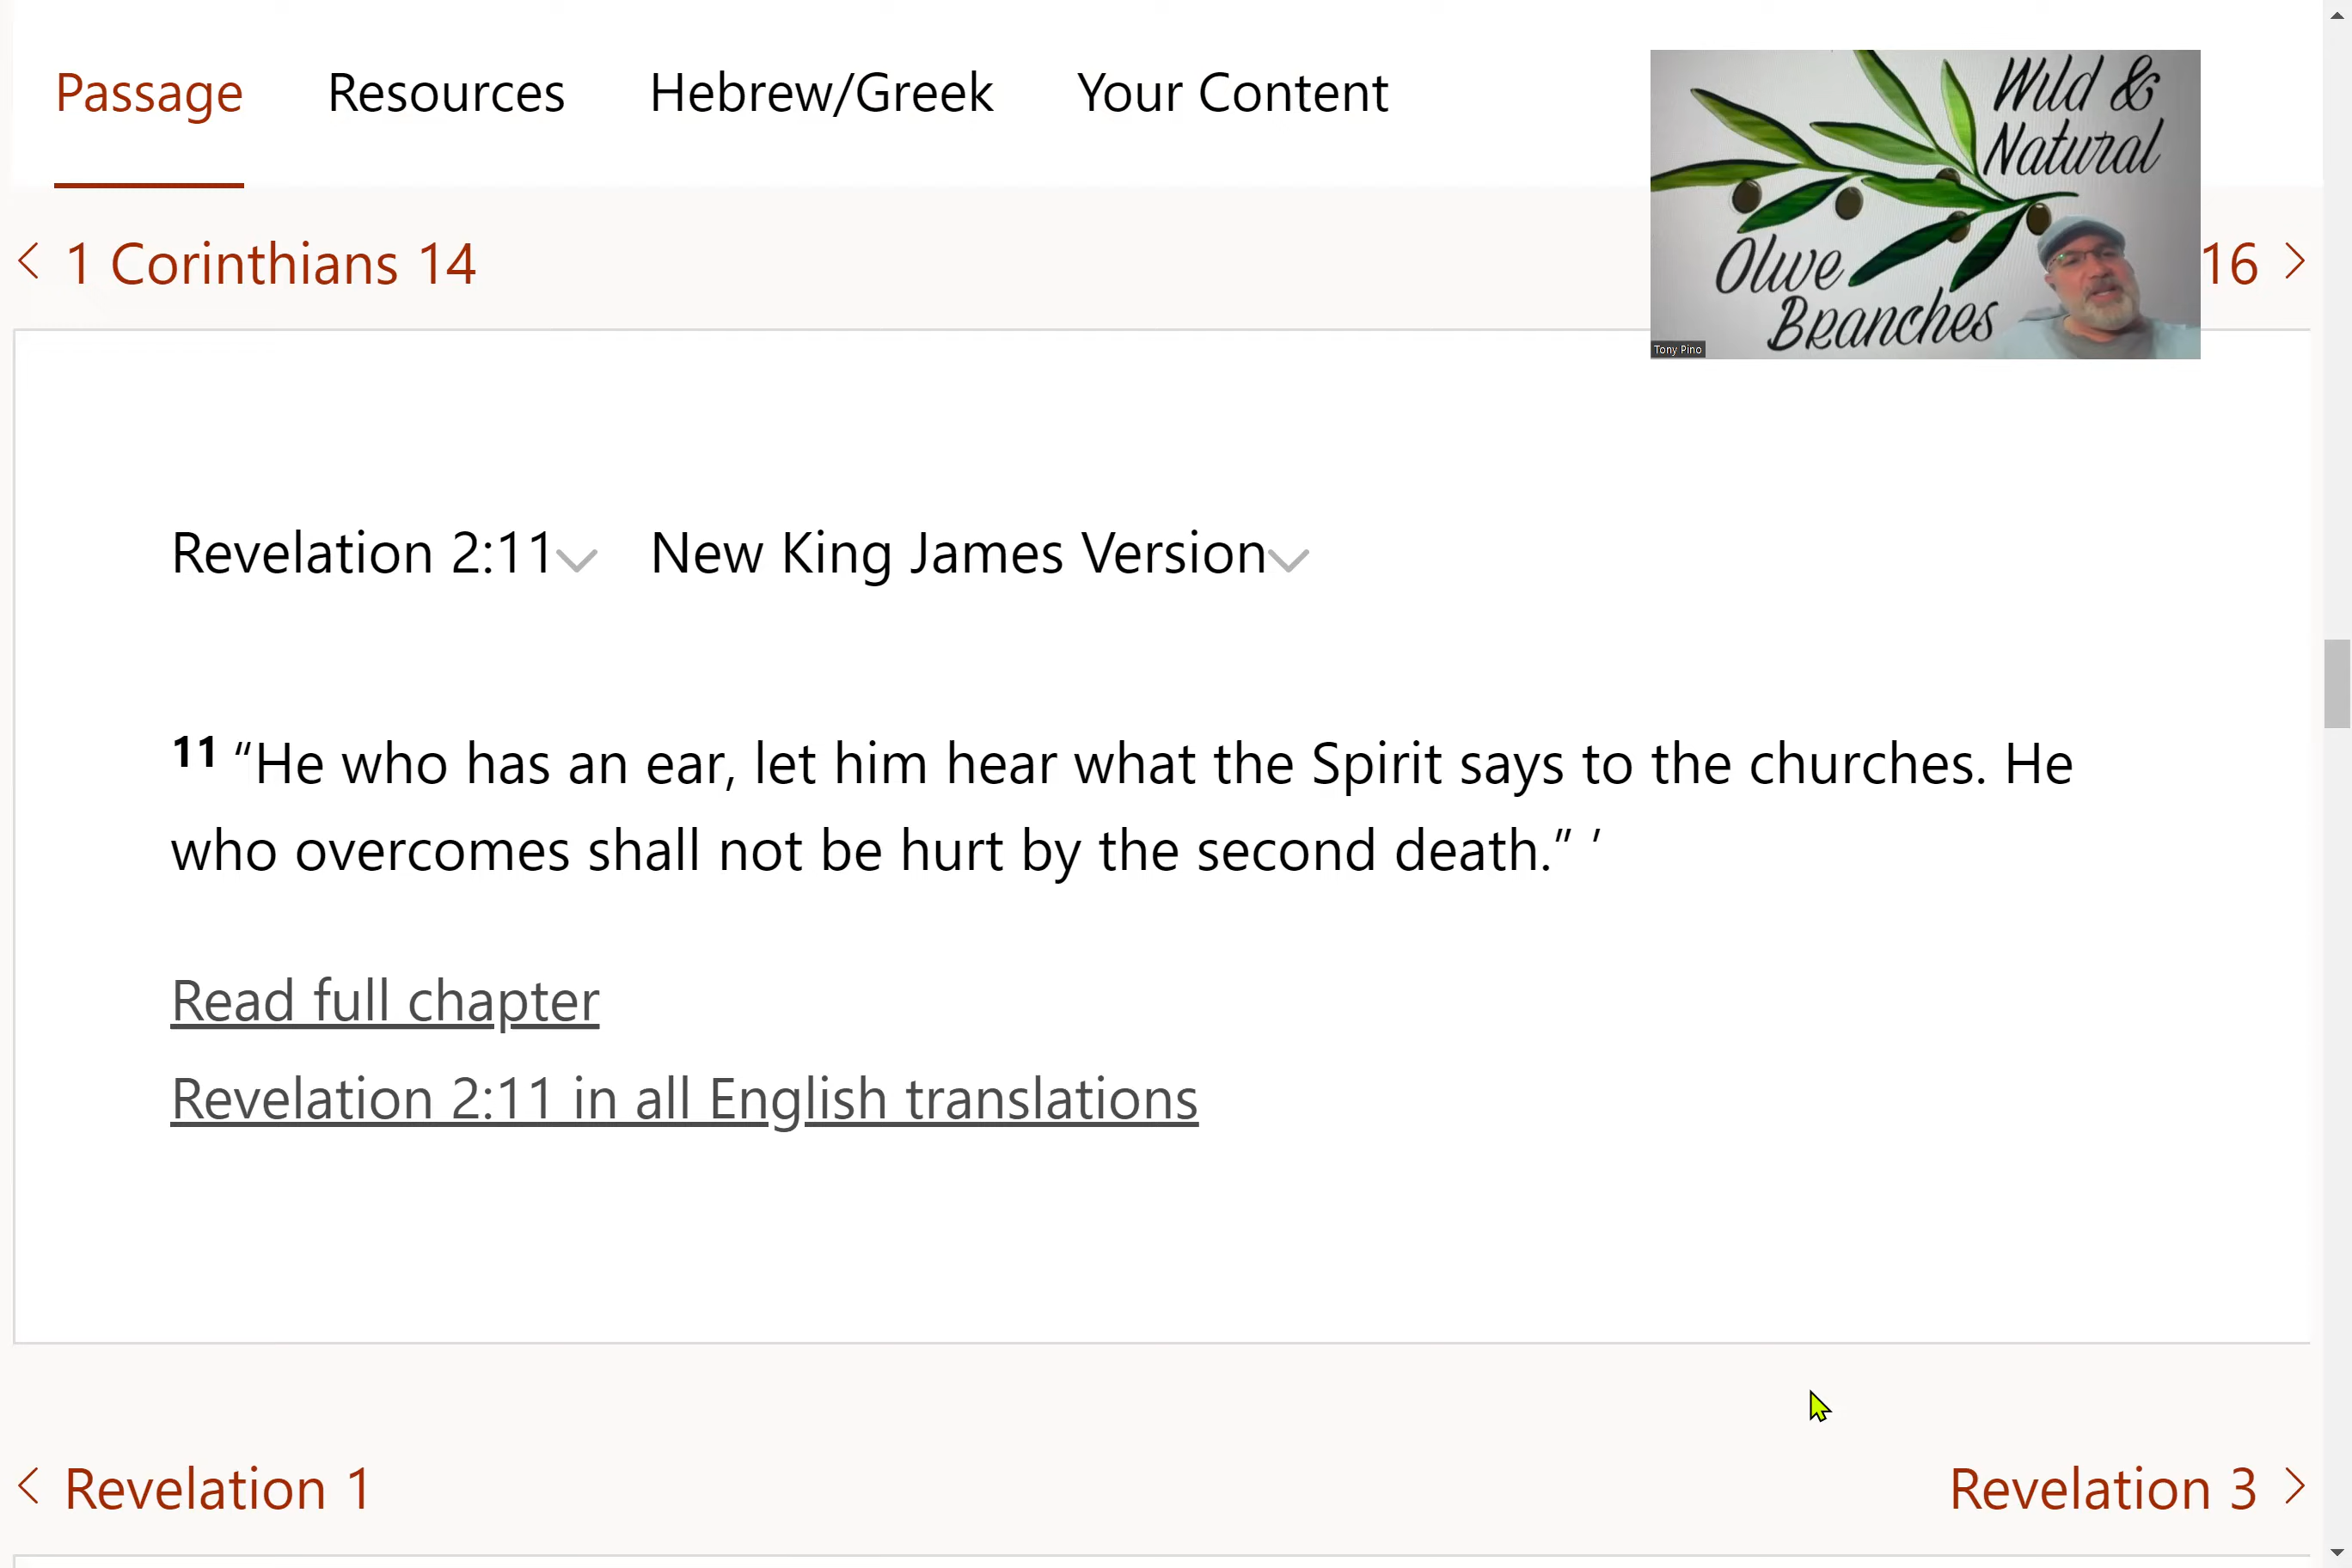 Passage Resources Hebrew/Greek Your Content
Wild &
Natural
Olive
Branches
Tony Pino
1 Corinthians 14
16
Revelation 2:11 New King James Version
11 “He who has an ear, let him hear what the Spirit says to the churches. He
who overcomes shall not be hurt by the second death.” ’
Read full chapter
Revelation 2:11 in all English translations
Revelation 1
Revelation 3